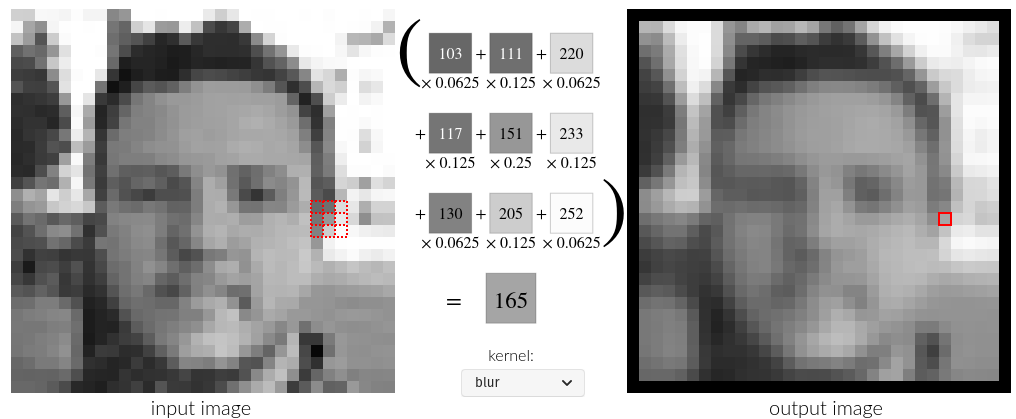 ( 103 + 111 + 220
× 0.0625 × 0.125 × 0.0625
+ 117 + 151 + 233
× 0.125 × 0.25 × 0.125
+ 130 + 205 + 252 )
× 0.0625 × 0.125 × 0.0625
= 165
kernel:
blur
input image
output image